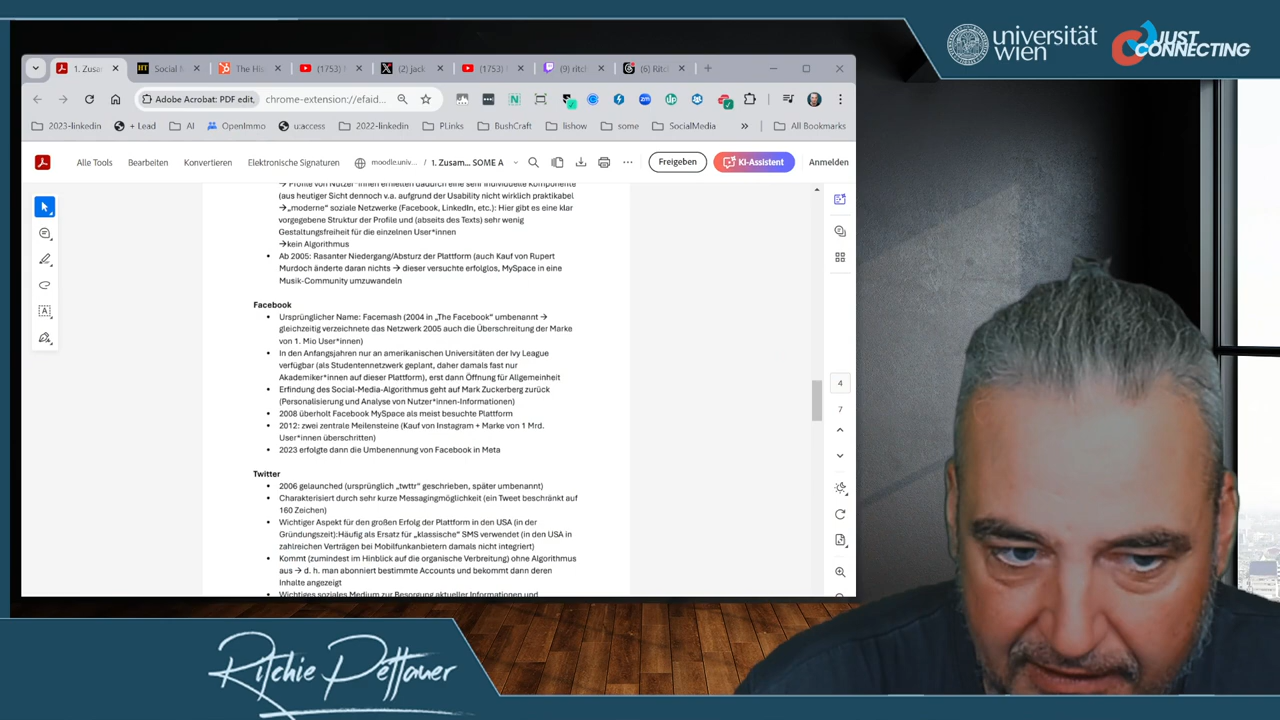 universität
wien
JUST
CONNECTING
1. Zusa
Social M
The His
(1753)
(2) jack
(1753)
(9) ritch
(6) Ritc
Adobe Acrobat: PDF edit.
chrome-extension://efaid
2023-linkedin
+ Lead
AI
OpenImmo
u:access
2022-linkedin
PLinks
BushCraft
lishow
some
SocialMedia
»
All Bookmarks
Alle Tools
Bearbeiten
Konvertieren
Elektronische Signaturen
moodle.univ... / 1. Zusam... SOME A
Freigeben
KI-Assistent
Anmelden
→ Profile von Nutzer*innen erhielten dadurch eine sehr individuelle Komponente
(aus heutiger Sicht dennoch v.a. aufgrund der Usability nicht wirklich praktikabel
→„moderne" soziale Netzwerke (Facebook, LinkedIn, etc.): Hier gibt es eine klar
vorgegebene Struktur der Profile und (abseits des Texts) sehr wenig
Gestaltungsfreiheit für die einzelnen User*innen
→kein Algorithmus
• Ab 2005: Rasanter Niedergang/Absturz der Plattform (auch Kauf von Rupert
Murdoch änderte daran nichts → dieser versuchte erfolglos, MySpace in eine
Musik-Community umzuwandeln
Facebook
• Ursprünglicher Name: Facemash (2004 in „The Facebook" umbenannt →
gleichzeitig verzeichnete das Netzwerk 2005 auch die Überschreitung der Marke
von 1. Mio User*innen)
• In den Anfangsjahren nur an amerikanischen Universitäten der Ivy League
verfügbar (als Studentennetzwerk geplant, daher damals fast nur
Akademiker*innen auf dieser Plattform), erst dann Öffnung für Allgemeinheit
• Erfindung des Social-Media-Algorithmus geht auf Mark Zuckerberg zurück
(Personalisierung und Analyse von Nutzer*innen-Informationen)
• 2008 überholt Facebook MySpace als meist besuchte Plattform
• 2012: zwei zentrale Meilensteine (Kauf von Instagram + Marke von 1 Mrd.
User*innen überschritten)
• 2023 erfolgte dann die Umbenennung von Facebook in Meta
Twitter
• 2006 gelaunched (ursprünglich „twttr" geschrieben, später umbenannt)
• Charakterisiert durch sehr kurze Messagingmöglichkeit (ein Tweet beschränkt auf
160 Zeichen)
• Wichtiger Aspekt für den großen Erfolg der Plattform in den USA (in der
Gründungszeit):Häufig als Ersatz für „klassische" SMS verwendet (in den USA in
zahlreichen Verträgen bei Mobilfunkanbietern damals nicht integriert)
• Kommt (zumindest im Hinblick auf die organische Verbreitung) ohne Algorithmus
aus → d. h. man abonniert bestimmte Accounts und bekommt dann deren
Inhalte angezeigt
• Wichtiges soziales Medium zur Besorgung aktueller Informationen und
4
7
Ritchie Pettauer